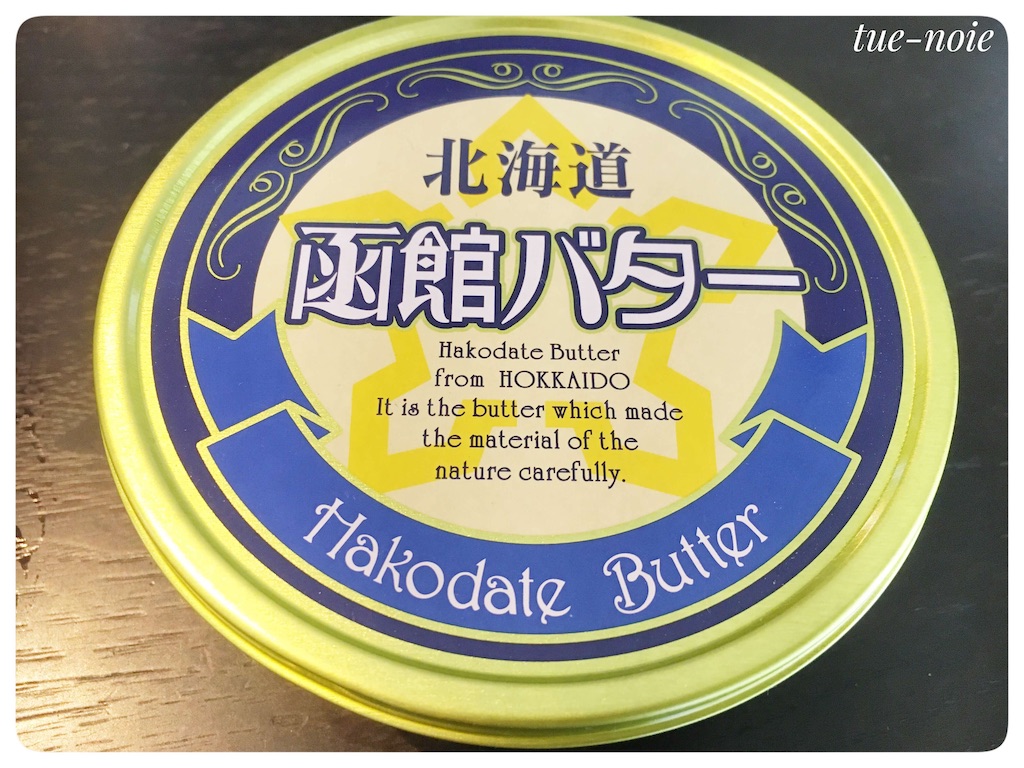 tue-noie
北海道
函館バター
Hakodate Butter
from HOKKAIDO
It is the butter which made
the material of the
nature carefully.
Hakodate Butter